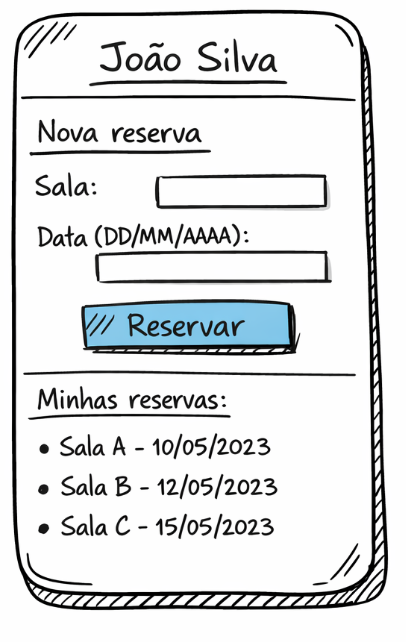 João Silva
Nova reserva
Sala:
Data (DD/MM/AAAA):
Reservar
Minhas reservas:
• Sala A - 10/05/2023
• Sala B - 12/05/2023
• Sala C - 15/05/2023